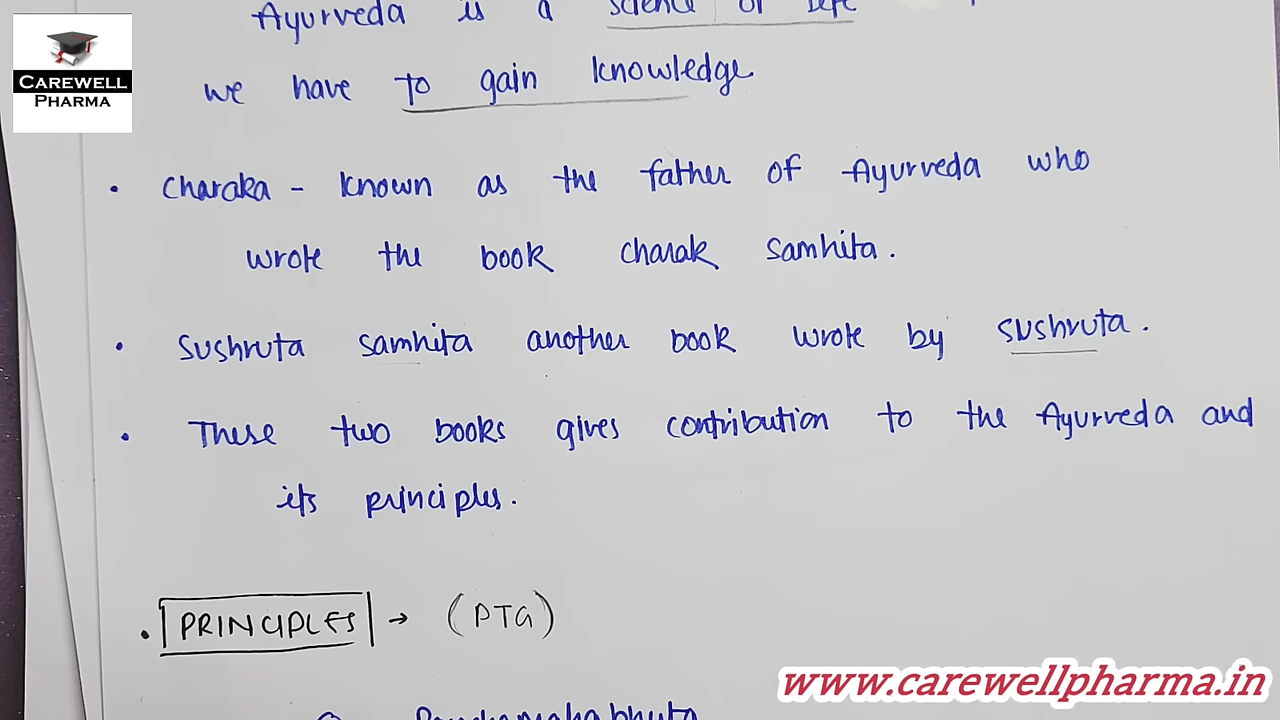 Ayurveda is a science of life
CAREWELL
PHARMA
we have to gain knowledge
• Charaka - known as the father of Ayurveda who
wrote the book charak samhita.
• Sushruta samhita another book wrote by sushruta.
• These two books gives contribution to the Ayurveda and
its principles.
• PRINCIPLES → (PTG)
www.carewellpharma.in
Panchamahabhuta